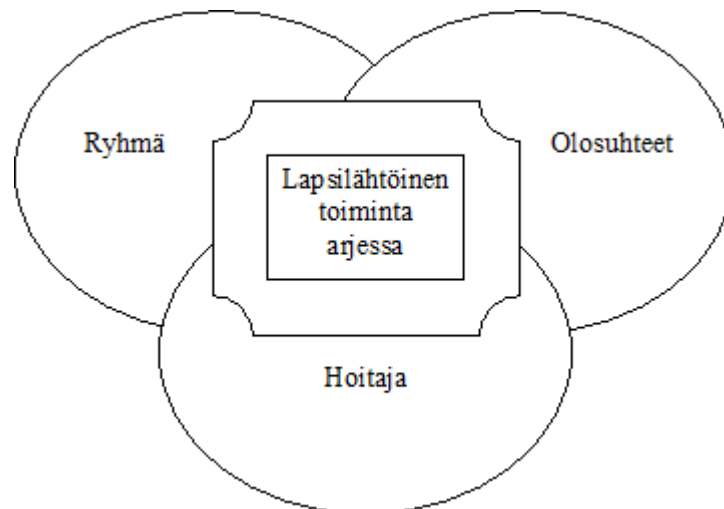 Ryhmä
Olosuhteet
Lapsilähtöinen
toiminta
arjessa
Hoitaja